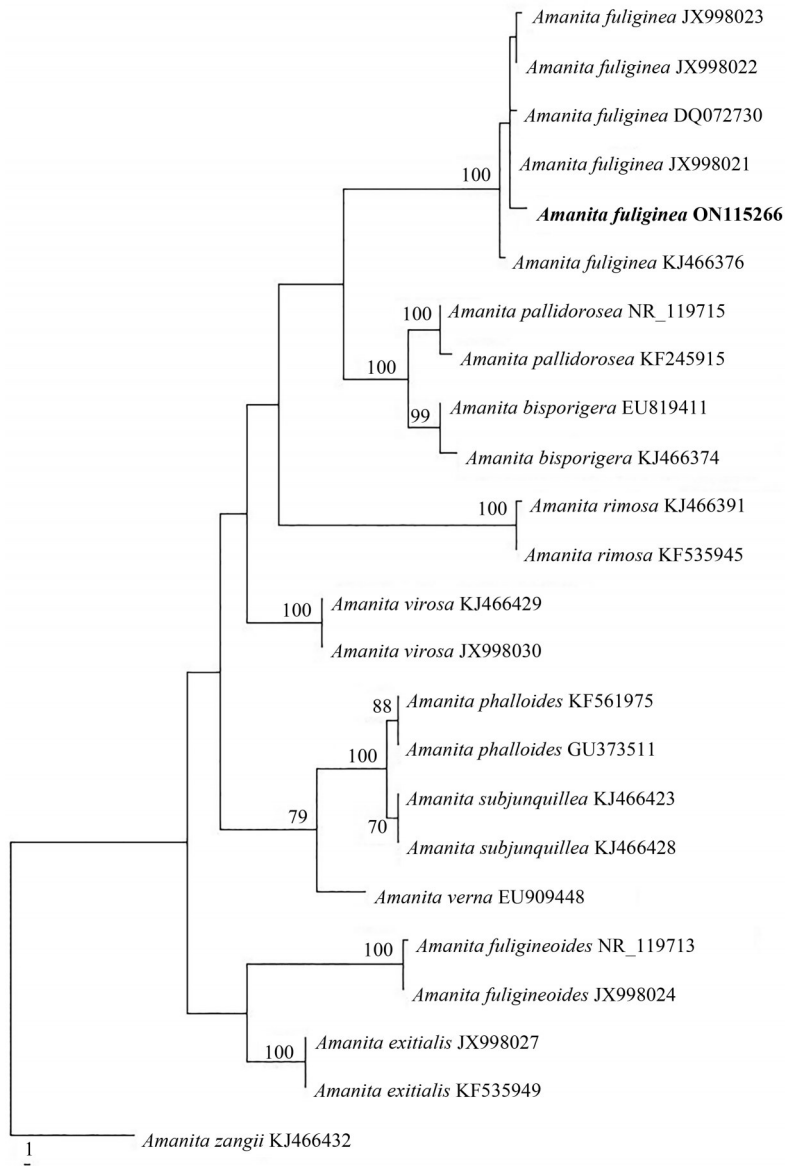 Amanita fuliginea JX998023
Amanita fuliginea JX998022
Amanita fuliginea DQ072730
Amanita fuliginea JX998021
100
Amanita fuliginea ON115266
Amanita fuliginea KJ466376
100
Amanita pallidorosea NR_119715
Amanita pallidorosea KF245915
100
Amanita bisporigera EU819411
99
Amanita bisporigera KJ466374
100
Amanita rimosa KJ466391
Amanita rimosa KF535945
100
Amanita virosa KJ466429
Amanita virosa JX998030
88
Amanita phalloides KF561975
Amanita phalloides GU373511
100
Amanita subjunquillea KJ466423
79
70
Amanita subjunquillea KJ466428
Amanita verna EU909448
100
Amanita fuligineoides NR_119713
Amanita fuligineoides JX998024
100
Amanita exitialis JX998027
Amanita exitialis KF535949
Amanita zangii KJ466432
1